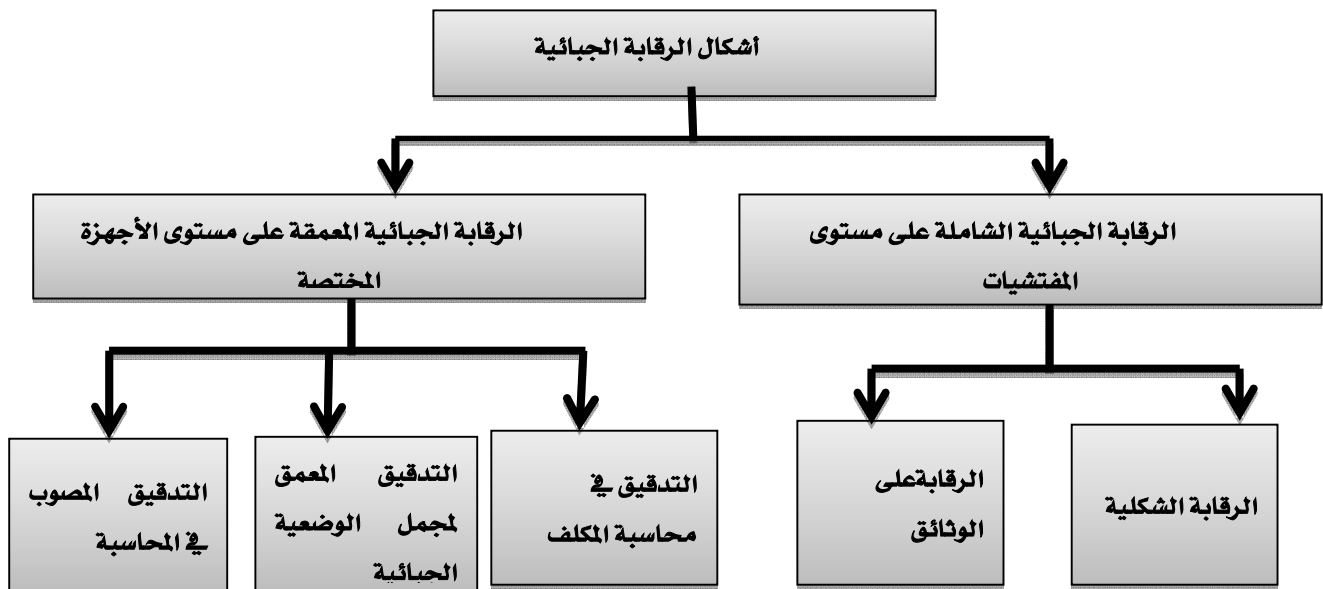 أشكال الرقابة الجبائية
الرقابة الجبائية الشاملة على مستوى
المفتشيات
الرقابة الجبائية المعمقة على مستوى الأجهزة
المختصة
الرقابة الشكلية
الرقابةعلى
الوثائق
التدقيق في
محاسبة المكلف
التدقيق المعمق
لمجمل الوضعية
الجبائية
التدقيق المصوب
في المحاسبة